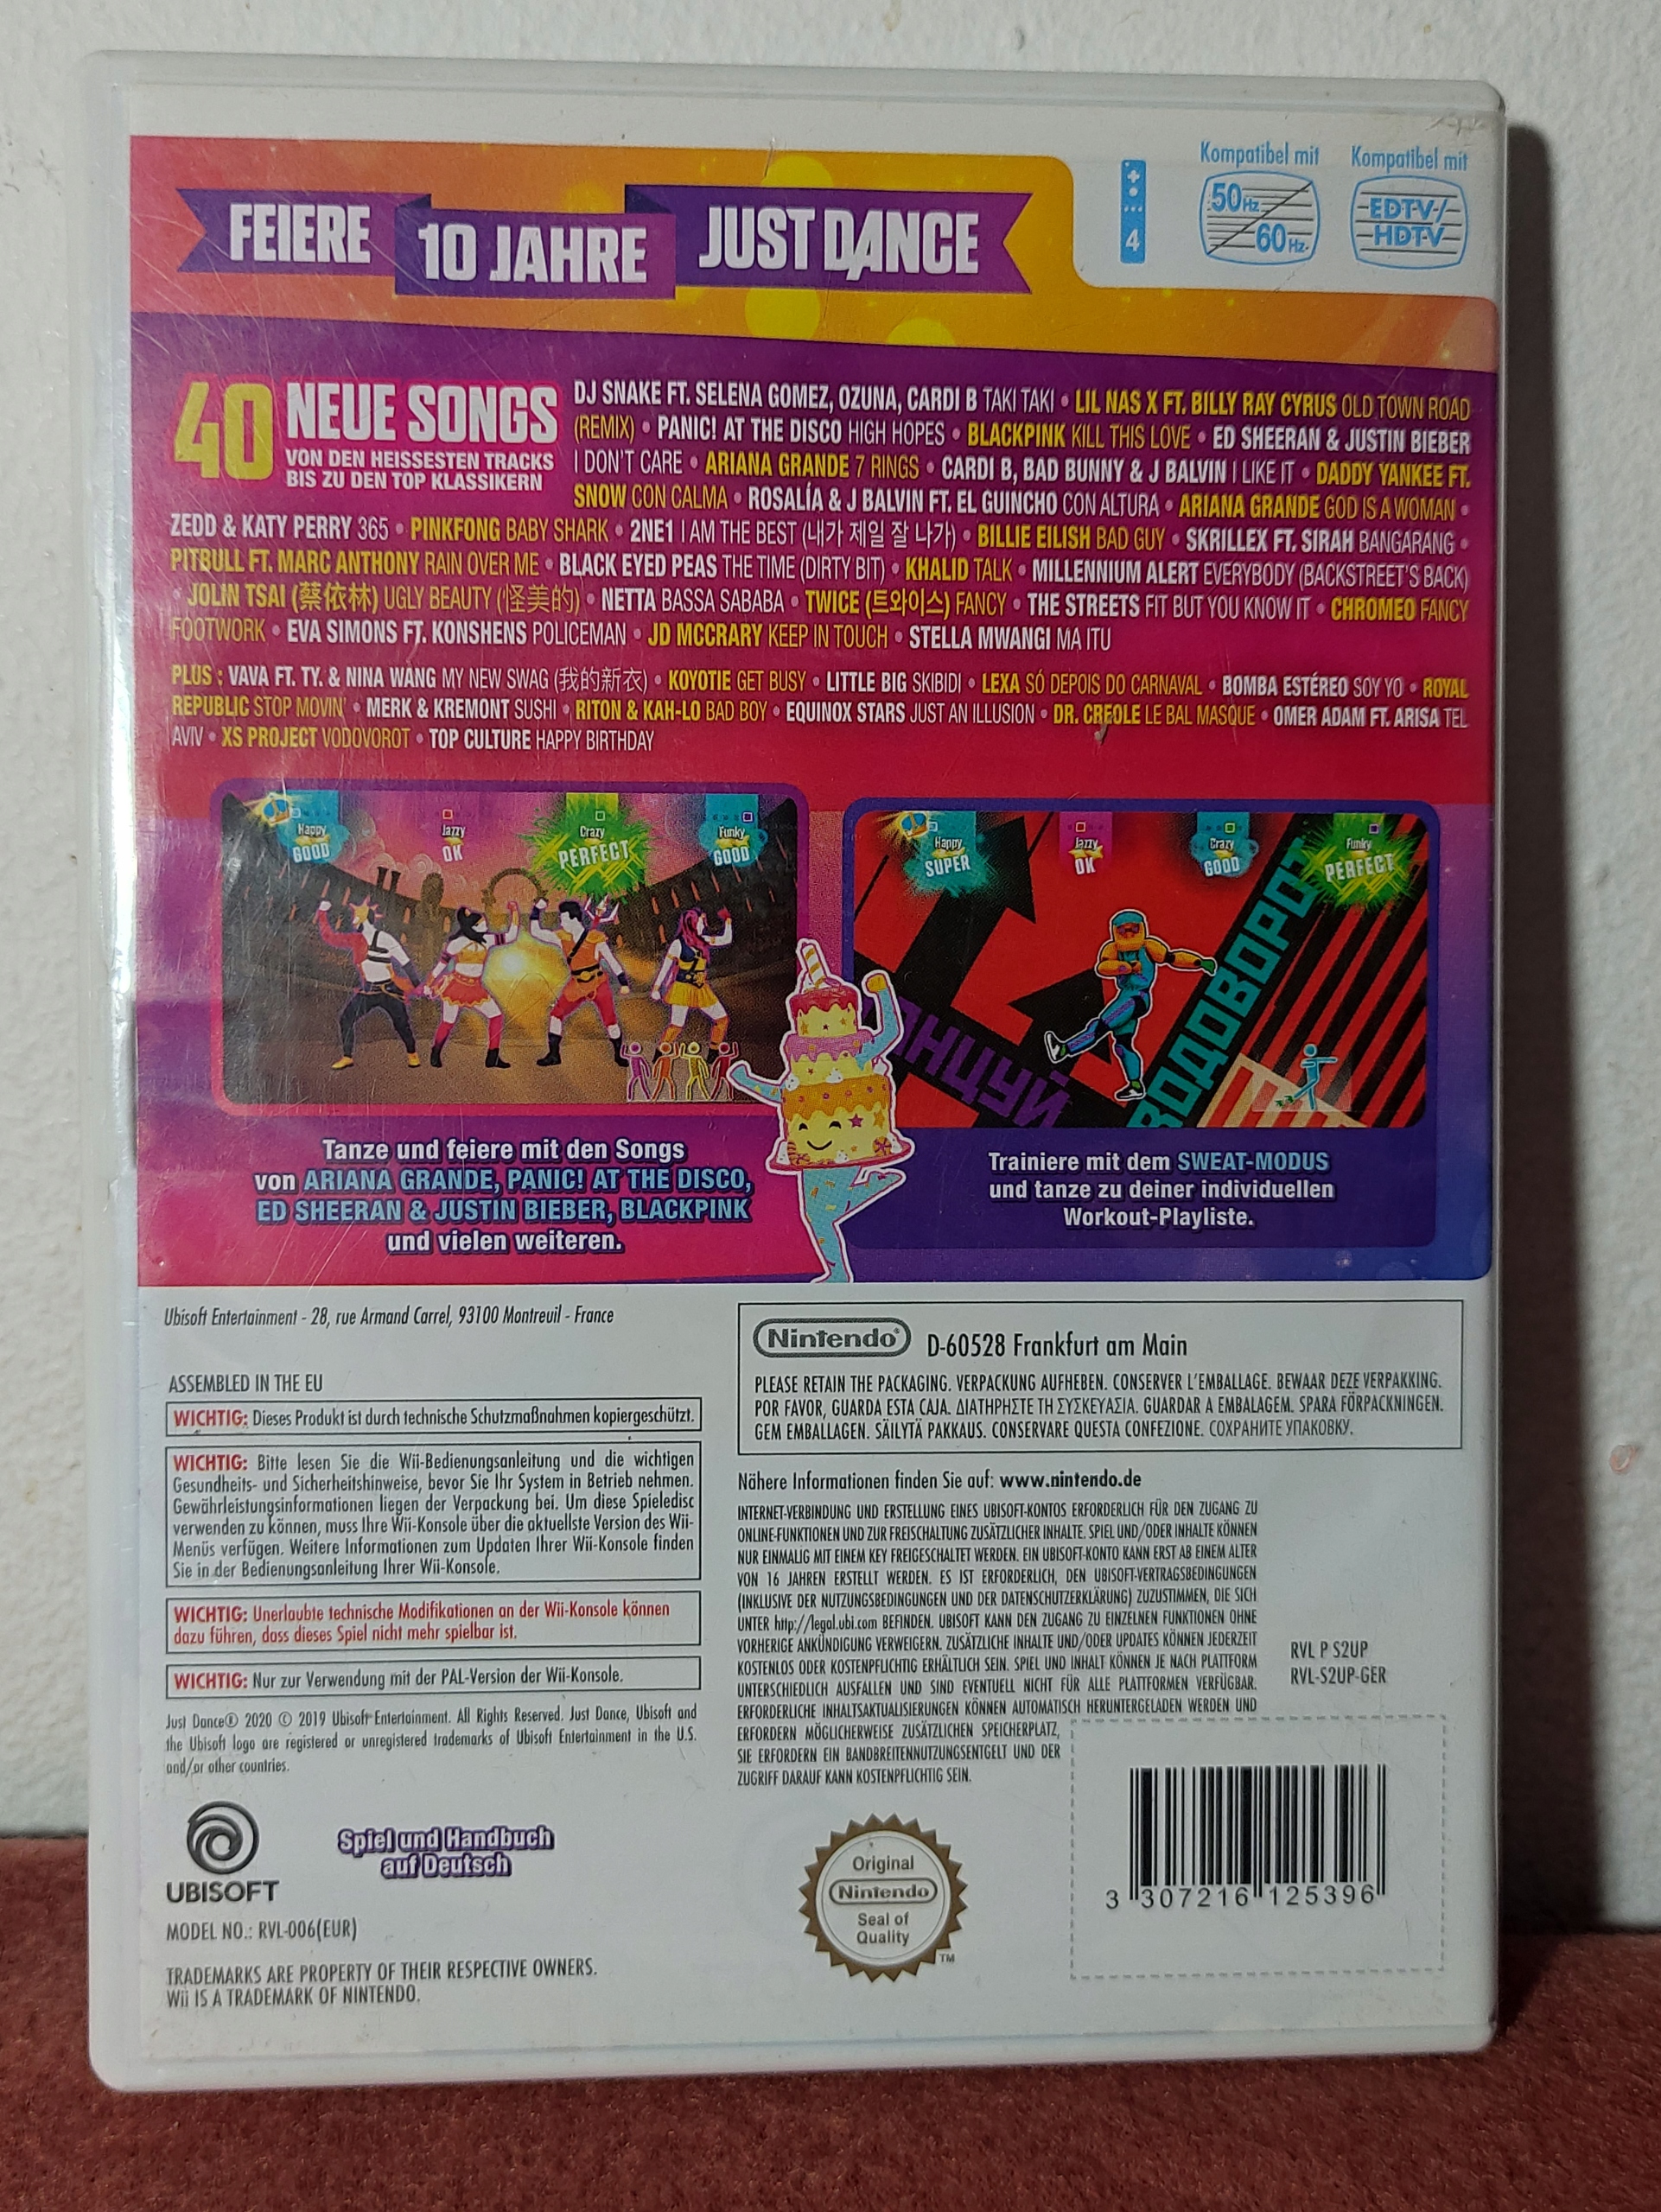 FEIERE 10 JAHRE JUST DANCE
4
Kompatibel mit
50Hz 60Hz
Kompatibel mit
EDTV/ HDTV
40 NEUE SONGS
VON DEN HEISSESTEN TRACKS
BIS ZU DEN TOP KLASSIKERN
DJ SNAKE FT. SELENA GOMEZ, OZUNA, CARDI B TAKI TAKI • LIL NAS X FT. BILLY RAY CYRUS OLD TOWN ROAD
(REMIX) • PANIC! AT THE DISCO HIGH HOPES • BLACKPINK KILL THIS LOVE • ED SHEERAN & JUSTIN BIEBER
I DON'T CARE • ARIANA GRANDE 7 RINGS • CARDI B, BAD BUNNY & J BALVIN I LIKE IT • DADDY YANKEE FT.
SNOW CON CALMA • ROSALÍA & J BALVIN FT. EL GUINCHO CON ALTURA • ARIANA GRANDE GOD IS A WOMAN •
ZEDD & KATY PERRY 365 • PINKFONG BABY SHARK • 2NE1 I AM THE BEST (내가 제일 잘 나가) • BILLIE EILISH BAD GUY • SKRILLEX FT. SIRAH BANGARANG •
PITBULL FT. MARC ANTHONY RAIN OVER ME • BLACK EYED PEAS THE TIME (DIRTY BIT) • KHALID TALK • MILLENNIUM ALERT EVERYBODY (BACKSTREET'S BACK)
• JOLIN TSAI (蔡依林) UGLY BEAUTY (怪美的) • NETTA BASSA SABABA • TWICE (트와이스) FANCY • THE STREETS FIT BUT YOU KNOW IT • CHROMEO FANCY
FOOTWORK • EVA SIMONS FT. KONSHENS POLICEMAN • JD MCCRARY KEEP IN TOUCH • STELLA MWANGI MA ITU
PLUS : VAVA FT. TY. & NINA WANG MY NEW SWAG (我的新衣) • KOYOTIE GET BUSY • LITTLE BIG SKIBIDI • LEXA SÓ DEPOIS DO CARNAVAL • BOMBA ESTÉREO SOY YO • ROYAL
REPUBLIC STOP MOVIN' • MERK & KREMONT SUSHI • RITON & KAH-LO BAD BOY • EQUINOX STARS JUST AN ILLUSION • DR. CREOLE LE BAL MASQUE • OMER ADAM FT. ARISA TEL
AVIV • XS PROJECT VODOVOROT • TOP CULTURE HAPPY BIRTHDAY
Happy GOOD
Jazzy OK
Crazy PERFECT
Funky GOOD
Happy SUPER
Jazzy OK
Crazy GOOD
Funky PERFECT
ВОДОВОРО
НЦУЙ
Tanze und feiere mit den Songs
von ARIANA GRANDE, PANIC! AT THE DISCO,
ED SHEERAN & JUSTIN BIEBER, BLACKPINK
und vielen weiteren.
Trainiere mit dem SWEAT-MODUS
und tanze zu deiner individuellen
Workout-Playliste.
Ubisoft Entertainment - 28, rue Armand Carrel, 93100 Montreuil - France
ASSEMBLED IN THE EU
WICHTIG: Dieses Produkt ist durch technische Schutzmaßnahmen kopiergeschützt.
WICHTIG: Bitte lesen Sie die Wii-Bedienungsanleitung und die wichtigen
Gesundheits- und Sicherheitshinweise, bevor Sie Ihr System in Betrieb nehmen.
Gewährleistungsinformationen liegen der Verpackung bei. Um diese Spieledisc
verwenden zu können, muss Ihre Wii-Konsole über die aktuellste Version des Wii-
Menüs verfügen. Weitere Informationen zum Updaten Ihrer Wii-Konsole finden
Sie in der Bedienungsanleitung Ihrer Wii-Konsole.
WICHTIG: Unerlaubte technische Modifikationen an der Wii-Konsole können
dazu führen, dass dieses Spiel nicht mehr spielbar ist.
WICHTIG: Nur zur Verwendung mit der PAL-Version der Wii-Konsole.
Just Dance® 2020 © 2019 Ubisoft Entertainment. All Rights Reserved. Just Dance, Ubisoft and
the Ubisoft logo are registered or unregistered trademarks of Ubisoft Entertainment in the U.S.
and/or other countries.
UBISOFT
Spiel und Handbuch
auf Deutsch
MODEL NO.: RVL-006(EUR)
TRADEMARKS ARE PROPERTY OF THEIR RESPECTIVE OWNERS.
Wii IS A TRADEMARK OF NINTENDO.
Nintendo® D-60528 Frankfurt am Main
PLEASE RETAIN THE PACKAGING. VERPACKUNG AUFHEBEN. CONSERVER L'EMBALLAGE. BEWAAR DEZE VERPAKKING.
POR FAVOR, GUARDA ESTA CAJA. ΔΙΑΤΗΡΗΣΤΕ ΤΗ ΣΥΣΚΕΥΑΣΙΑ. GUARDAR A EMBALAGEM. SPARA FÖRPACKNINGEN.
GEM EMBALLAGEN. SÄILYTÄ PAKKAUS. CONSERVARE QUESTA CONFEZIONE. СОХРАНИТЕ УПАКОВКУ.
Nähere Informationen finden Sie auf: www.nintendo.de
INTERNET-VERBINDUNG UND ERSTELLUNG EINES UBISOFT-KONTOS ERFORDERLICH FÜR DEN ZUGANG ZU
ONLINE-FUNKTIONEN UND ZUR FREISCHALTUNG ZUSÄTZLICHER INHALTE. SPIEL UND/ODER INHALTE KÖNNEN
NUR EINMALIG MIT EINEM KEY FREIGESCHALTET WERDEN. EIN UBISOFT-KONTO KANN ERST AB EINEM ALTER
VON 16 JAHREN ERSTELLT WERDEN. ES IST ERFORDERLICH, DEN UBISOFT-VERTRAGSBEDINGUNGEN
(INKLUSIVE DER NUTZUNGSBEDINGUNGEN UND DER DATENSCHUTZERKLÄRUNG) ZUZUSTIMMEN, DIE SICH
UNTER http://legal.ubi.com BEFINDEN. UBISOFT KANN DEN ZUGANG ZU EINZELNEN FUNKTIONEN OHNE
VORHERIGE ANKÜNDIGUNG VERWEIGERN. ZUSÄTZLICHE INHALTE UND/ODER UPDATES KÖNNEN JEDERZEIT
KOSTENLOS ODER KOSTENPFLICHTIG ERHÄLTLICH SEIN. SPIEL UND INHALT KÖNNEN JE NACH PLATTFORM
UNTERSCHIEDLICH AUSFALLEN UND SIND EVENTUELL NICHT FÜR ALLE PLATTFORMEN VERFÜGBAR.
ERFORDERLICHE INHALTSAKTUALISIERUNGEN KÖNNEN AUTOMATISCH HERUNTERGELADEN WERDEN UND
ERFORDERN MÖGLICHERWEISE ZUSÄTZLICHEN SPEICHERPLATZ,
SIE ERFORDERN EIN BANDBREITENNUTZUNGSENTGELT UND DER
ZUGRIFF DARAUF KANN KOSTENPFLICHTIG SEIN.
RVL P S2UP
RVL-S2UP-GER
Original
Nintendo
Seal of
Quality
TM
3 307216 125396